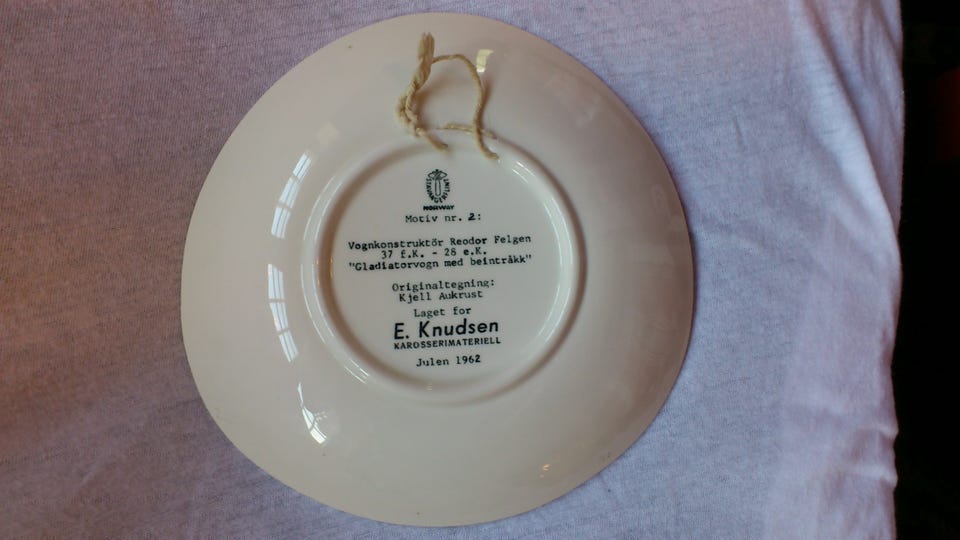 NORWAY
Motiv nr. 2:
Vognkonstruktör Reodor Felgen
37 f.K. - 28 e.K.
"Gladiatorvogn med beintråkk"
Originaltegning:
Kjell Aukrust
Laget for
E. Knudsen
KAROSSERIMATERIELL
Julen 1962